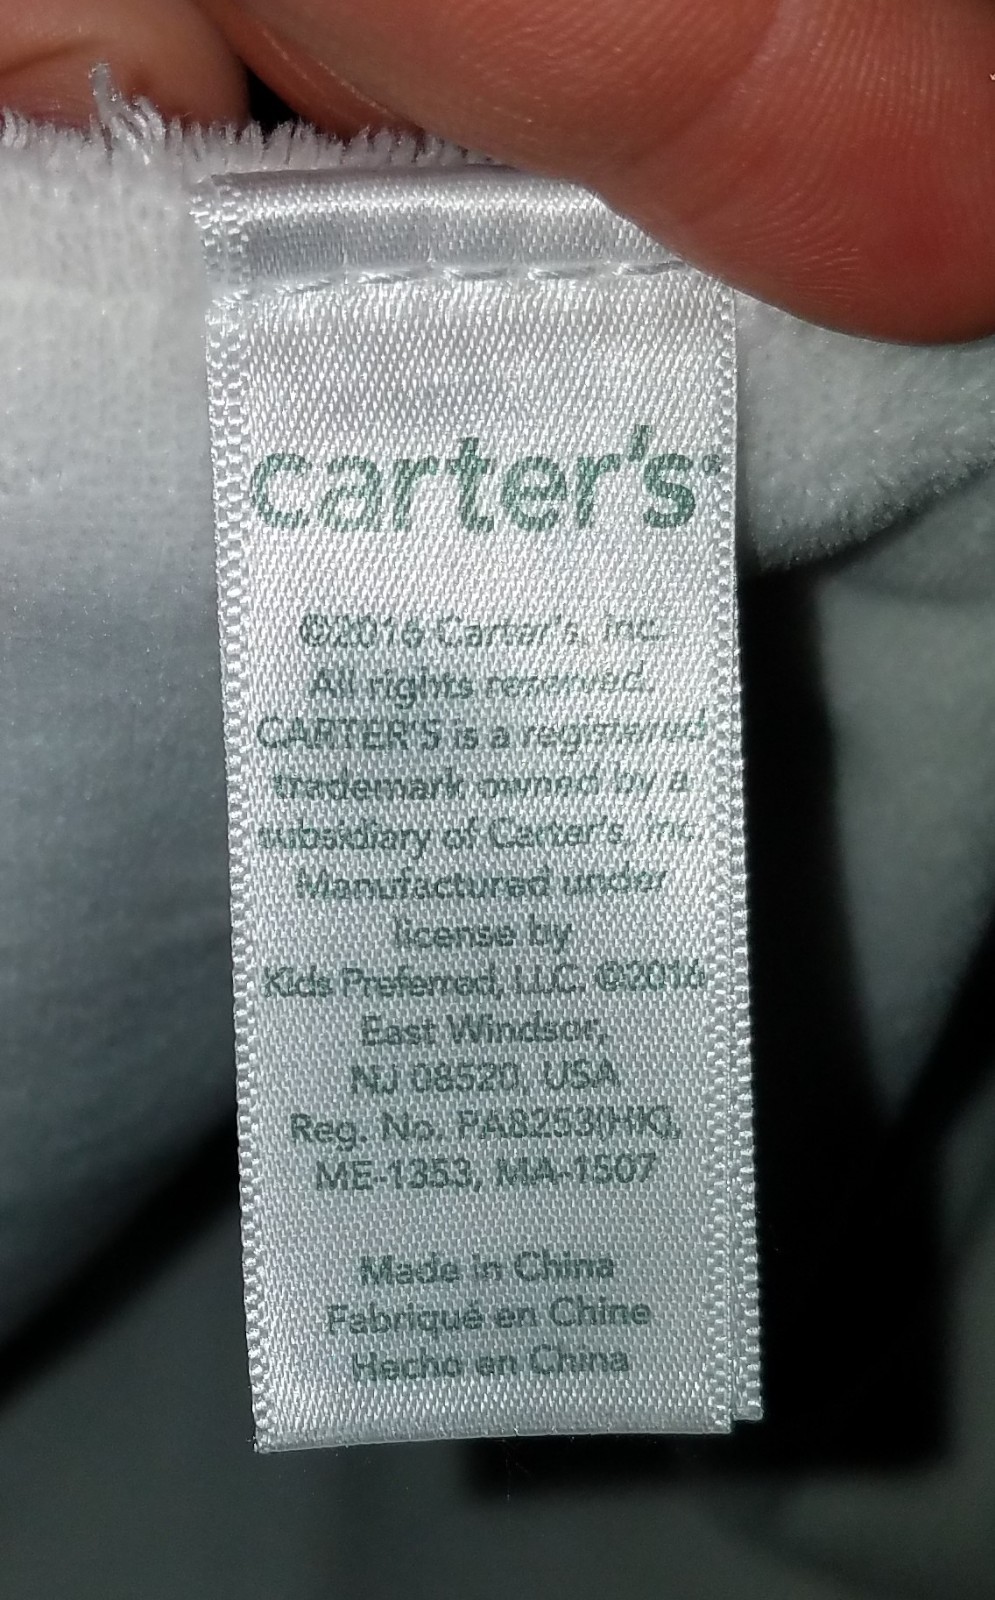 carter's®
©2016 Carter's, Inc.
All rights reserved.
CARTER'S is a registered
trademark owned by a
subsidiary of Carter's, Inc.
Manufactured under
license by
Kids Preferred, LLC. ©2016
East Windsor,
NJ 08520, USA
Reg. No. PA8253(HK),
ME-1353, MA-1507
Made in China
Fabriqué en Chine
Hecho en China